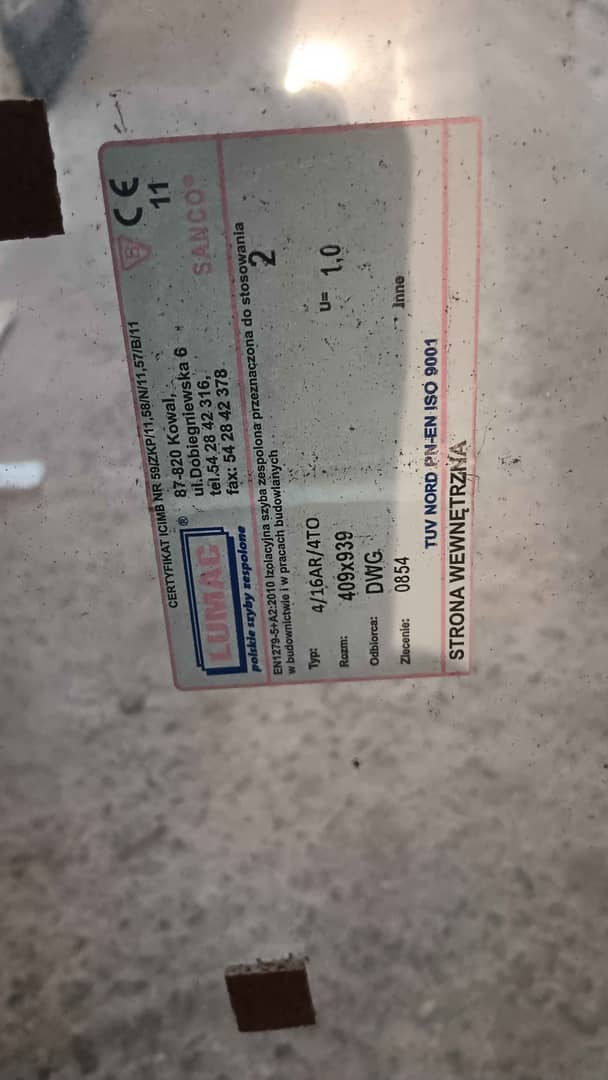 CERTYFIKAT ICIMB NR 59/ZKP/11,58/N/11,57/B/11
B CE
11
LUMAC®
polskie szyby zespolone
87-820 Kowal,
ul.Dobiegniewska 6
tel.54 28 42 316,
fax: 54 28 42 378
SANCO®
EN1279-5+A2:2010 Izolacyjna szyba zespolona przeznaczona do stosowania
w budownictwie i w pracach budowlanych
2
Typ: 4/16AR/4TO
U= 1,0
Rozm: 409x939
Odbiorca: DWG
Zlecenie: 0854
Inne
TUV NORD PN-EN ISO 9001
STRONA WEWNĘTRZNA